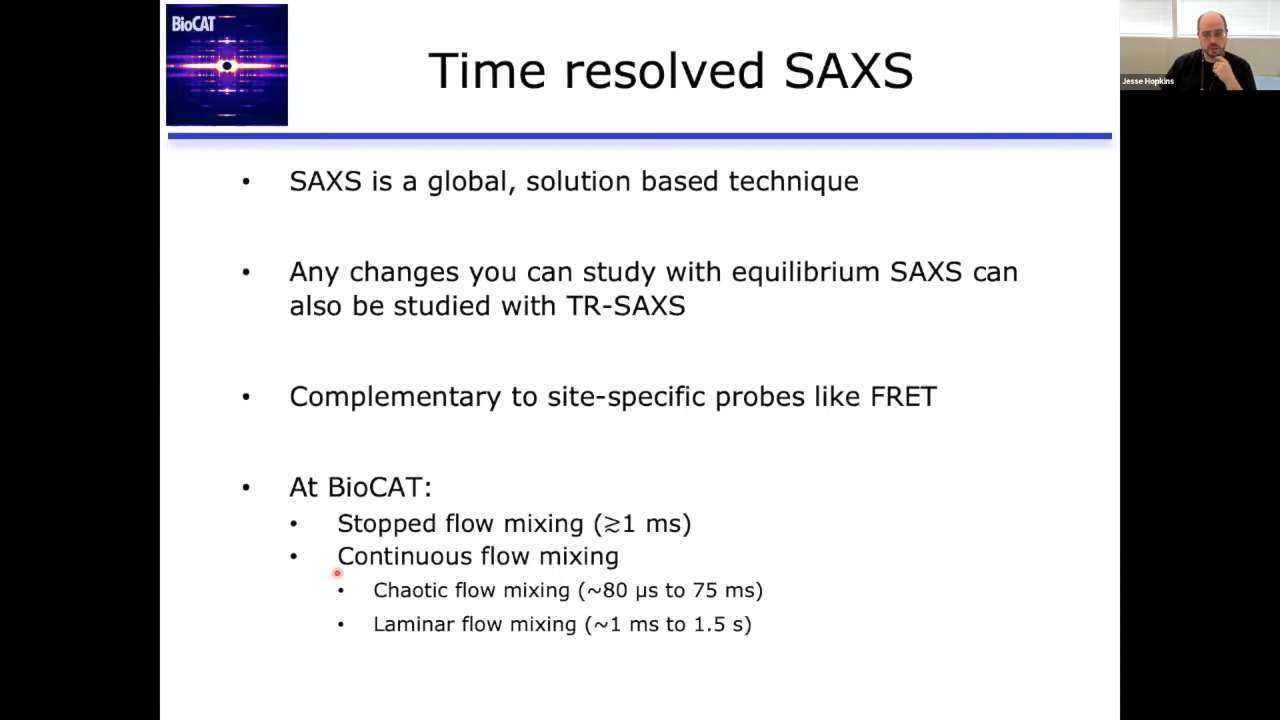 BioCAT
Time resolved SAXS
Jesse Hopkins
• SAXS is a global, solution based technique
• Any changes you can study with equilibrium SAXS can
also be studied with TR-SAXS
• Complementary to site-specific probes like FRET
• At BioCAT:
• Stopped flow mixing (≳1 ms)
• Continuous flow mixing
• Chaotic flow mixing (~80 µs to 75 ms)
• Laminar flow mixing (~1 ms to 1.5 s)